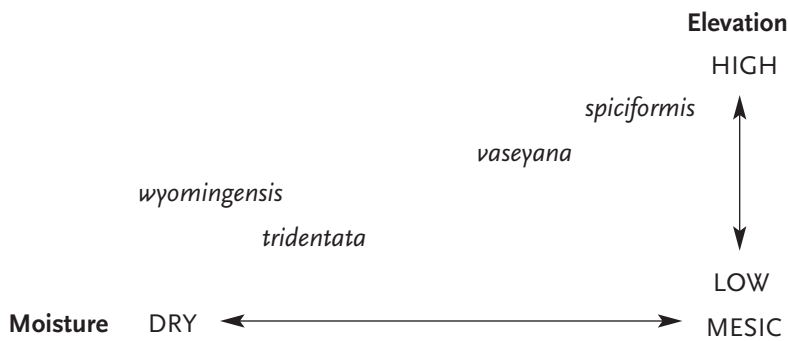 Elevation
HIGH
spiciformis
vaseyana
wyomingensis
tridentata
LOW
Moisture DRY MESIC